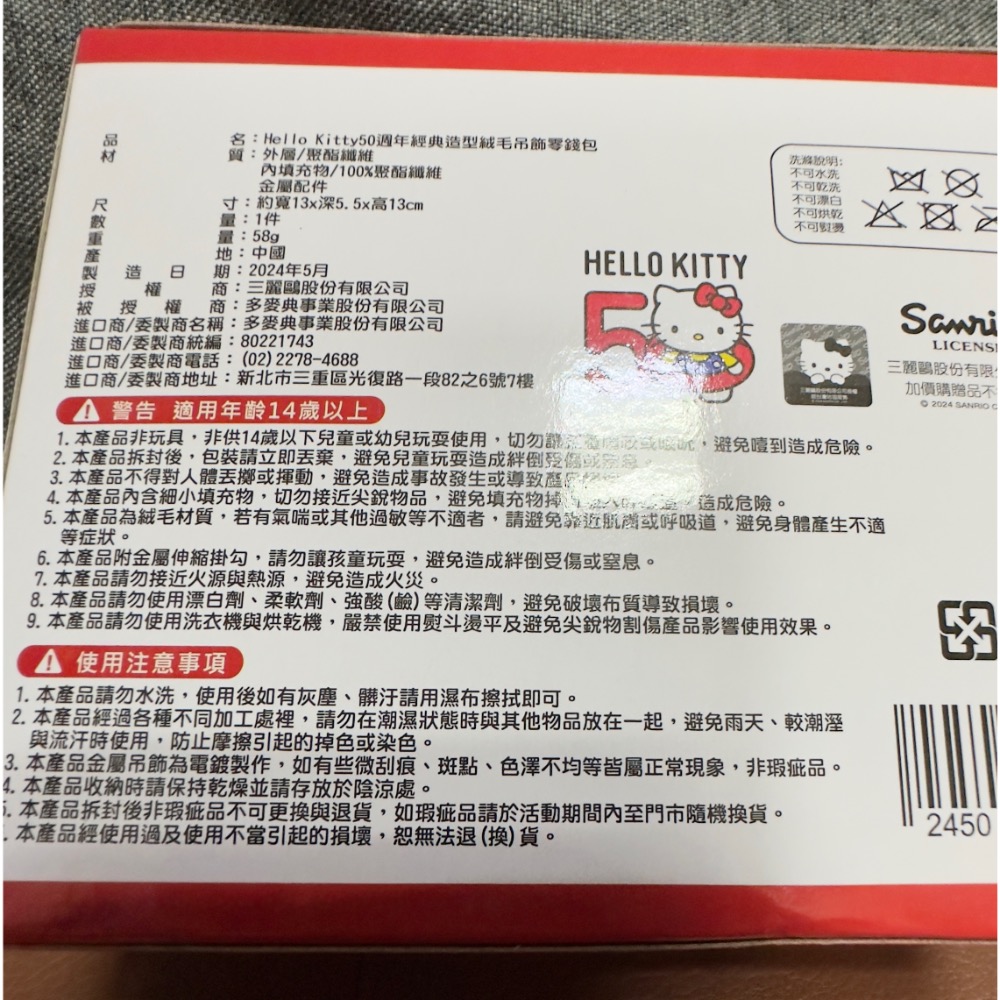 品名：Hello Kitty50週年經典造型絨毛吊飾零錢包
材質：外層/聚酯纖維
內填充物/100%聚酯纖維
金屬配件
尺寸：約寬13x深5.5x高13cm
數量：1件
重量：58g
產地：中國
製造日期：2024年5月
授權商：三麗鷗股份有限公司
被授權商：多麥典事業股份有限公司
進口商/委製商名稱：多麥典事業股份有限公司
進口商/委製商統編：80221743
進口商/委製商電話：(02)2278-4688
進口商/委製商地址：新北市三重區光復路一段82之6號7樓
洗滌說明:
不可水洗
不可乾洗
不可漂白
不可烘乾
不可熨燙
HELLO KITTY
50
Sanri
LICENS
三麗鷗股份有限
加價購贈品不
© 2024 SANRIO C
警告 適用年齡14歲以上
1. 本產品非玩具，非供14歲以下兒童或幼兒玩耍使用，切勿，避免噎到造成危險。
2. 本產品拆封後，包裝請立即丟棄，避免兒童玩耍造成絆倒受傷或窒息
3. 本產品不得對人體丟擲或揮動，避免造成事故發生或導致產品
4. 本產品內含細小填充物，切勿接近尖銳物品，避免填充物掉造成危險。
5. 本產品為絨毛材質，若有氣喘或其他過敏等不適者，請避免靠近肌膚或呼吸道，避免身體產生不適
等症狀。
6. 本產品附金屬伸縮掛勾，請勿讓孩童玩耍，避免造成絆倒受傷或窒息。
7. 本產品請勿接近火源與熱源，避免造成火災。
8. 本產品請勿使用漂白劑、柔軟劑、強酸(鹼)等清潔劑，避免破壞布質導致損壞。
9. 本產品請勿使用洗衣機與烘乾機，嚴禁使用熨斗燙平及避免尖銳物割傷產品影響使用效果。
使用注意事項
1. 本產品請勿水洗，使用後如有灰塵、髒汙請用濕布擦拭即可。
2. 本產品經過各種不同加工處裡，請勿在潮濕狀態時與其他物品放在一起，避免雨天、較潮溼
與流汗時使用，防止摩擦引起的掉色或染色。
3. 本產品金屬吊飾為電鍍製作，如有些微刮痕、斑點、色澤不均等皆屬正常現象，非瑕疵品。
4. 本產品收納時請保持乾燥並請存放於陰涼處。
5. 本產品拆封後非瑕疵品不可更換與退貨，如瑕疵品請於活動期間內至門市隨機換貨。
. 本產品經使用過及使用不當引起的損壞，恕無法退(換)貨。
2450